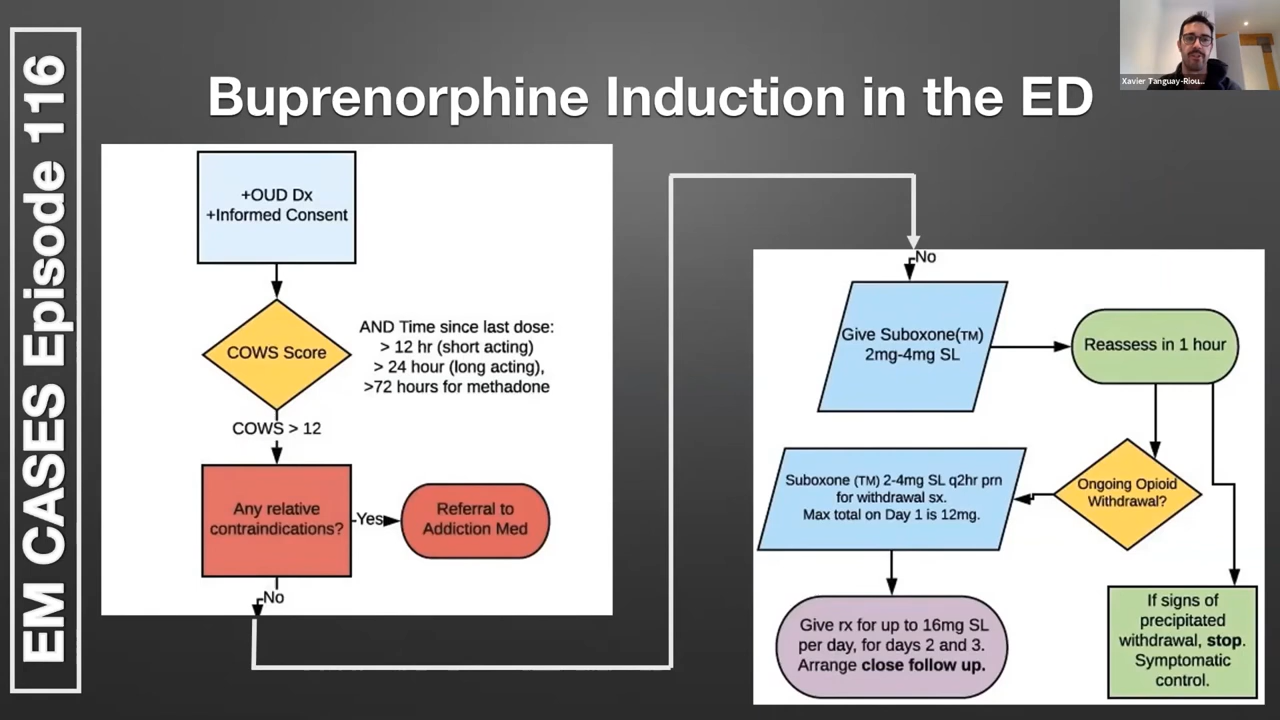 EM CASES Episode 116
Buprenorphine Induction in the ED
Xavier Tanguay-Riou...
+OUD Dx
+Informed Consent
COWS Score
AND Time since last dose:
> 12 hr (short acting)
> 24 hour (long acting),
>72 hours for methadone
COWS > 12
Any relative
contraindications?
Yes
Referral to
Addiction Med
No
No
Give Suboxone(TM)
2mg-4mg SL
Reassess in 1 hour
Ongoing Opioid
Withdrawal?
Suboxone (TM) 2-4mg SL q2hr prn
for withdrawal sx.
Max total on Day 1 is 12mg.
Give rx for up to 16mg SL
per day, for days 2 and 3.
Arrange close follow up.
If signs of
precipitated
withdrawal, stop.
Symptomatic
control.